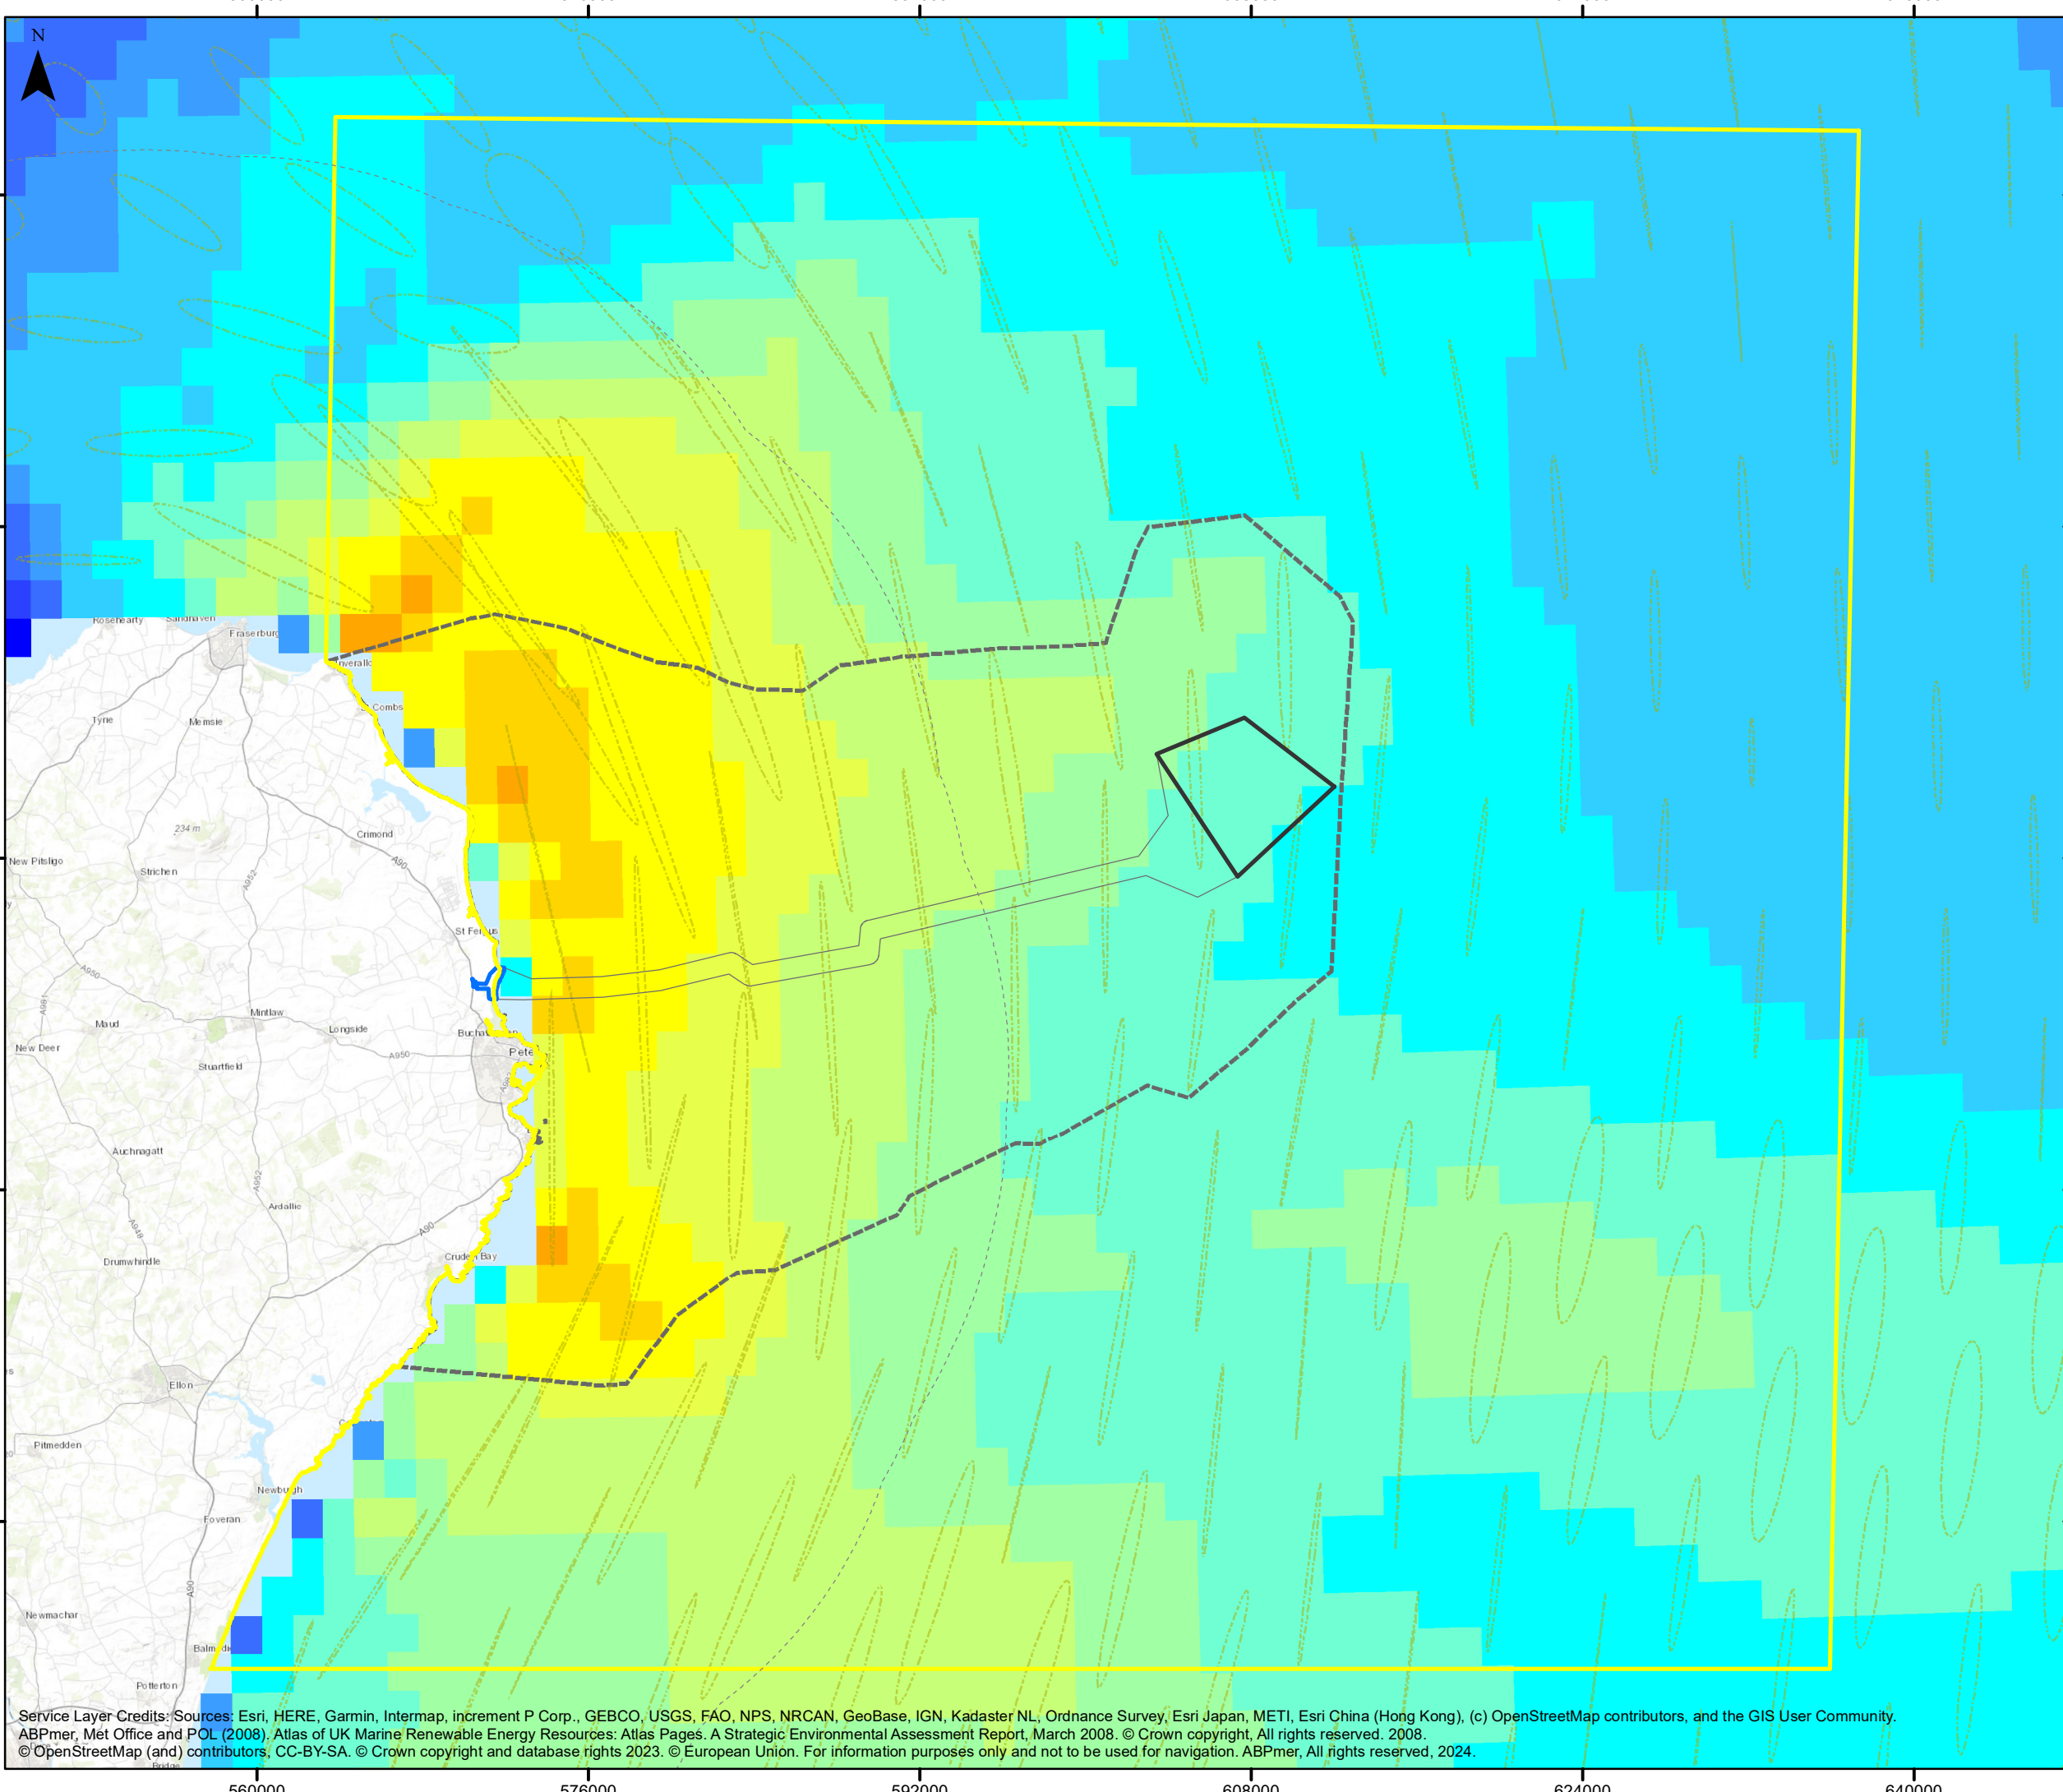 N
Rosehearty
Sandhaven
Fraserburg
Inverallo
St Combs
Tyrie
Memsie
234 m
Crimond
New Pitsligo
Strichen
A90
A952
St Fergus
A950
A981
Mintlaw
Maud
Longside
New Deer
A950
Stuartfield
Pete
Auchnagatt
A952
Ardallie
A948
A90
Drumwhindle
Cruden Bay
Ellon
Pitmedden
Newburgh
Foveran
A90
Newmachar
Balmedie
Potterton
Service Layer Credits: Sources: Esri, HERE, Garmin, Intermap, increment P Corp., GEBCO, USGS, FAO, NPS, NRCAN, GeoBase, IGN, Kadaster NL, Ordnance Survey, Esri Japan, METI, Esri China (Hong Kong), (c) OpenStreetMap contributors, and the GIS User Community.
ABPmer, Met Office and POL (2008). Atlas of UK Marine Renewable Energy Resources: Atlas Pages. A Strategic Environmental Assessment Report, March 2008. © Crown copyright, All rights reserved. 2008.
© OpenStreetMap (and) contributors, CC-BY-SA. © Crown copyright and database rights 2023. © European Union. For information purposes only and not to be used for navigation. ABPmer, All rights reserved, 2024.
Bridge
560000 576000 592000 608000 624000 640000